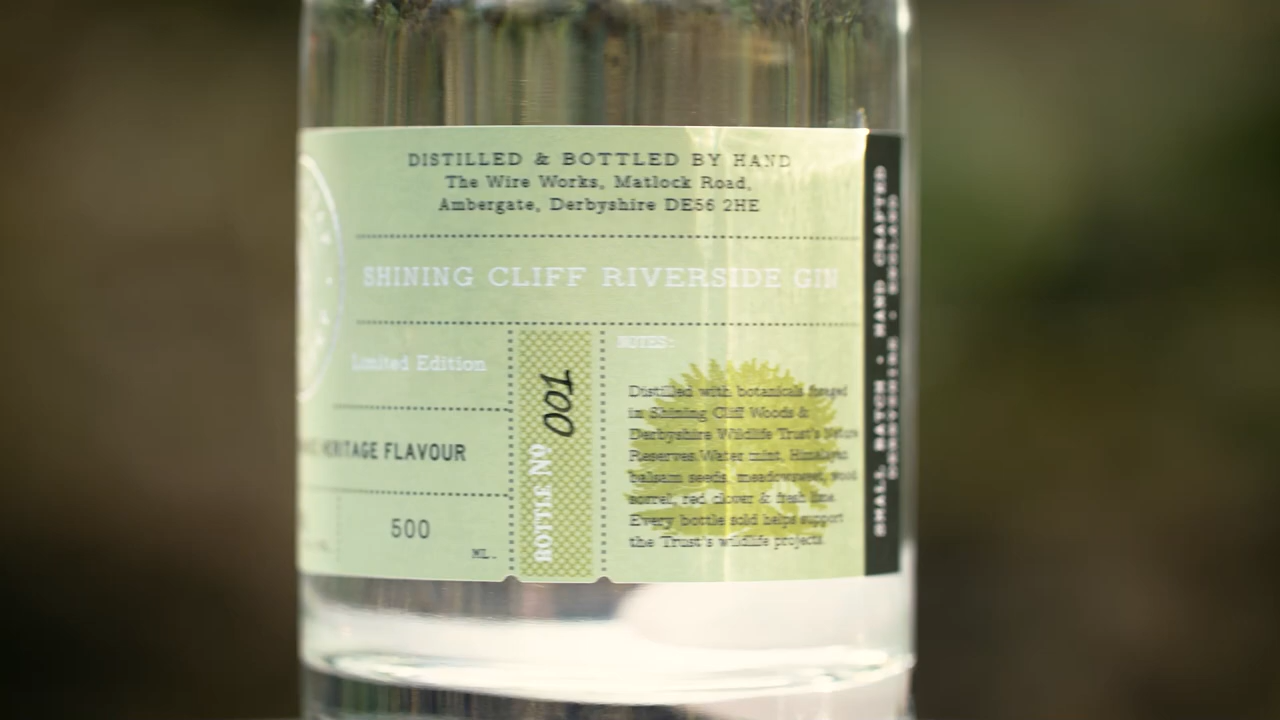 DISTILLED & BOTTLED BY HAND
The Wire Works, Matlock Road,
Ambergate, Derbyshire DE56 2HE
SHINING CLIFF RIVERSIDE GIN
Limited Edition
HERITAGE FLAVOUR
500
ML.
BOTTLE Nº 001
NOTES:
Distilled with botanicals foraged
in Shining Cliff Woods &
Derbyshire Wildlife Trust's Nature
Reserves. Water mint, Himalayan
balsam seeds, meadowsweet, wood
sorrel, red clover & fresh lime.
Every bottle sold helps support
the Trust's wildlife projects.
SMALL BATCH · HAND CRAFTED
DERBYSHIRE · ENGLAND